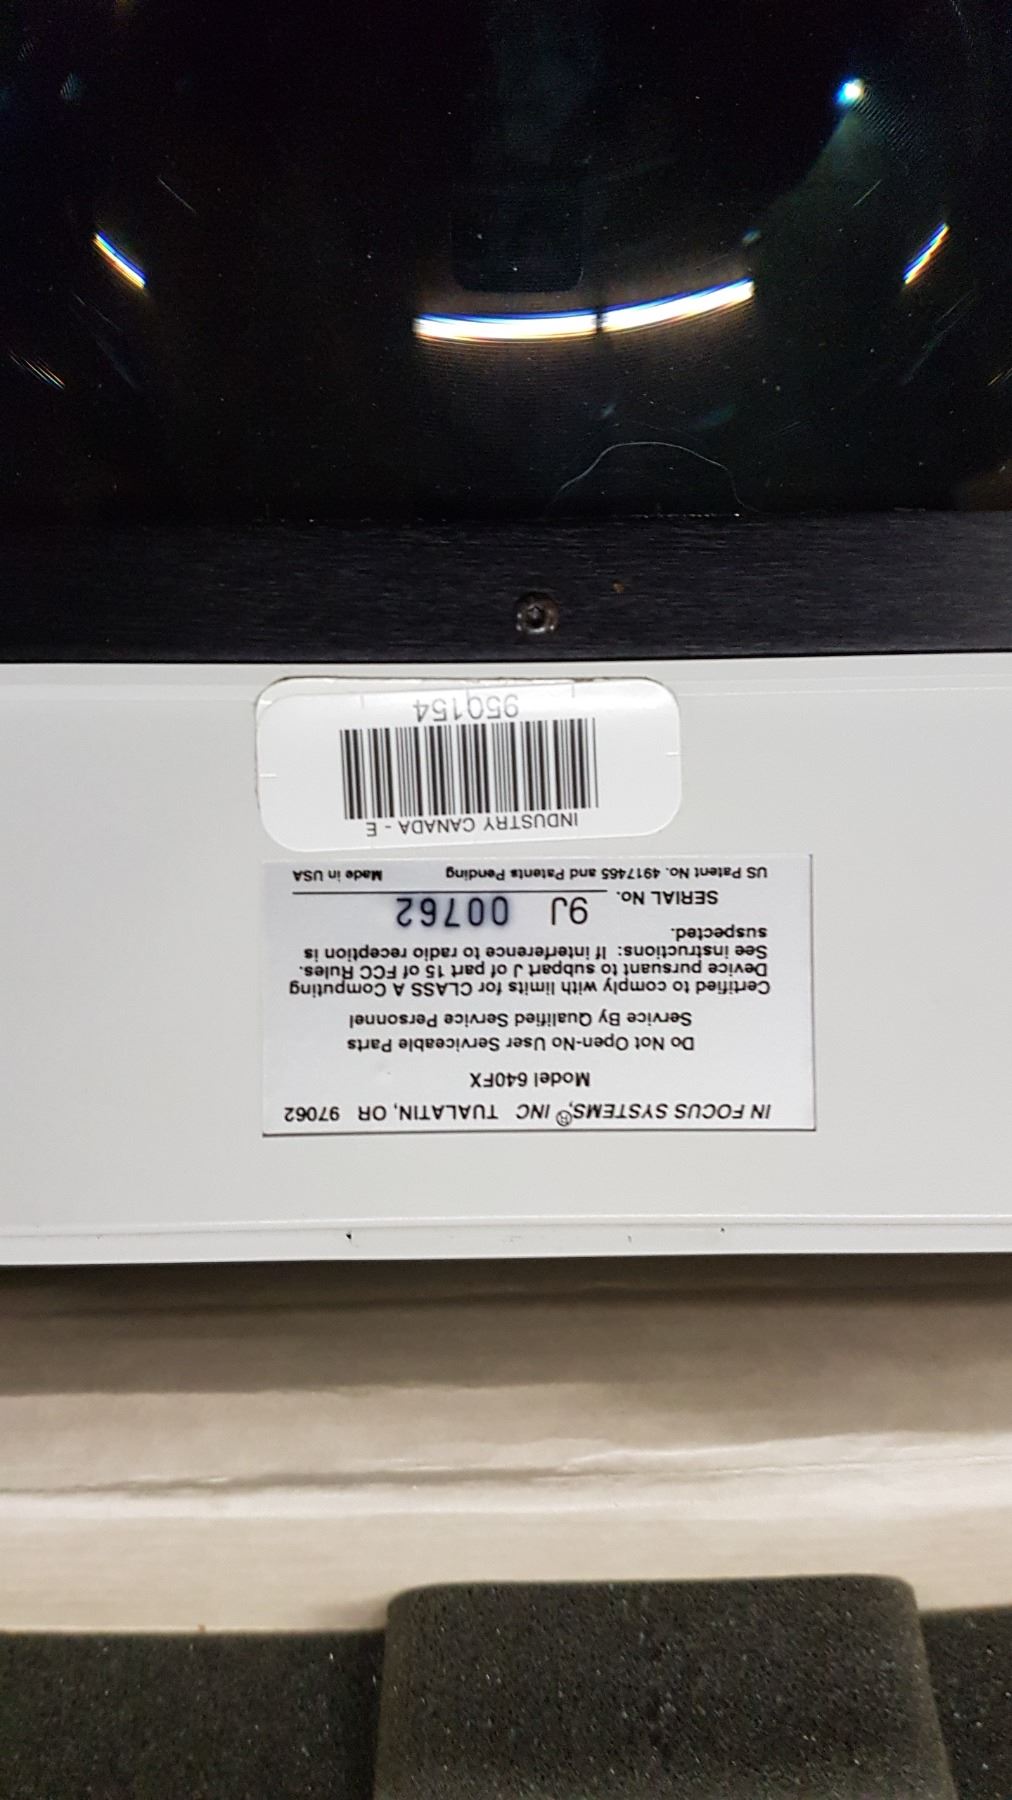 IN FOCUS SYSTEMS,® INC TUALATIN, OR 97062
Model 640FX
Do Not Open-No User Serviceable Parts
Service By Qualified Service Personnel
Certified to comply with limits for CLASS A Computing
Device pursuant to subpart J of part 15 of FCC Rules.
See instructions: If interference to radio reception is
suspected.
SERIAL No. 9J 00762
US Patent No. 4917465 and Patents Pending Made in USA
INDUSTRY CANADA - E
95Q154